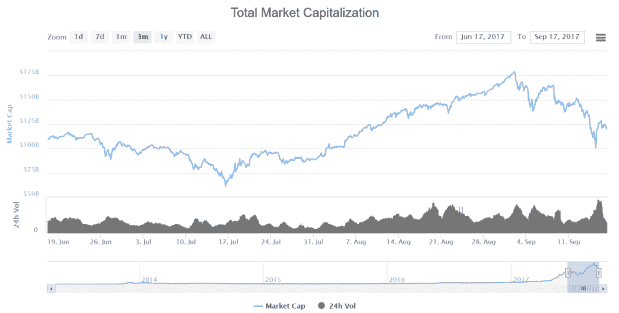 Total Market Capitalization
Zoom 1d 7d 1m 3m 1y YTD ALL
From Jun 17, 2017 To Sep 17, 2017
$175B
$150B
$125B
$100B
$75B
$50B
Market Cap
24h Vol
0
19. Jun 26. Jun 3. Jul 10. Jul 17. Jul 24. Jul 31. Jul 7. Aug 14. Aug 21. Aug 28. Aug 4. Sep 11. Sep
2014 2015 2016 2017
Market Cap 24h Vol